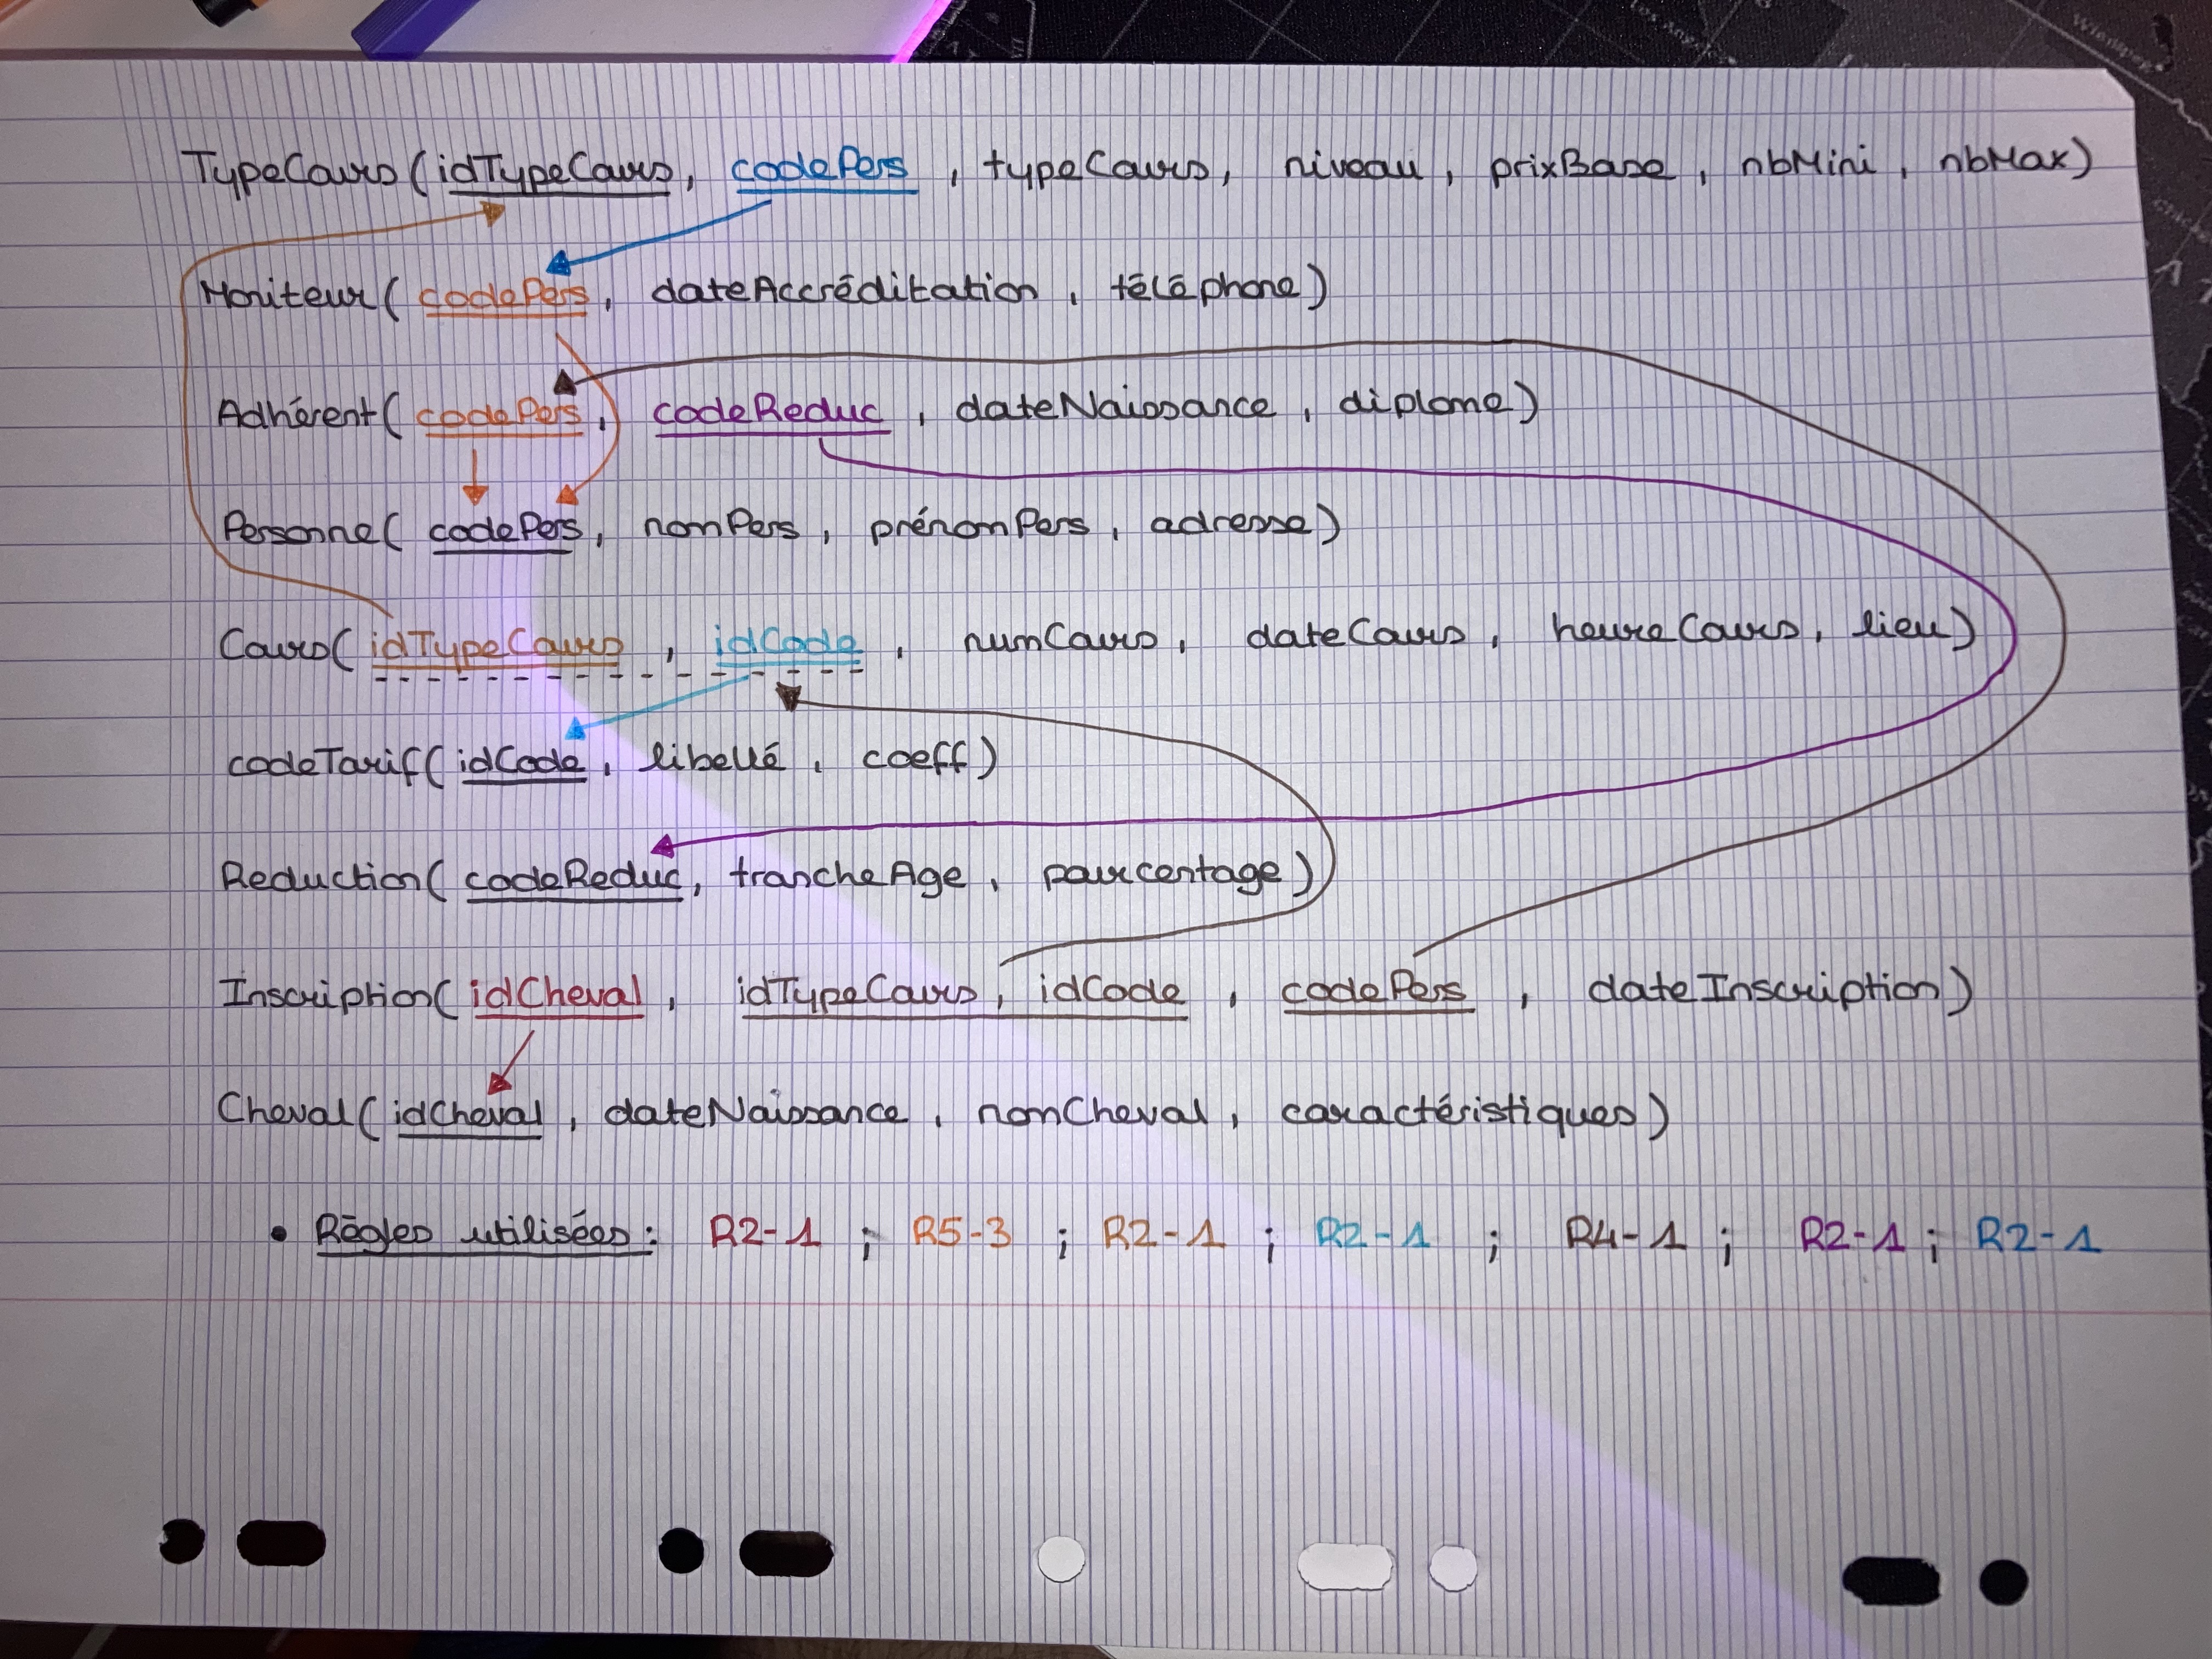 TypeCours (idTypeCours, codePers, typeCours, niveau, prixBase, nbMini, nbMax)
Moniteur (codePers, dateAccréditation, téléphone)
Adhérent (codePers, codeReduc, dateNaissance, diplome)
Personne (codePers, nomPers, prénomPers, adresse)
Cours (idTypeCours, idCode, numCours, dateCours, heureCours, lieu)
codeTarif (idCode, libellé, coeff)
Reduction (codeReduc, trancheAge, pourcentage)
Inscription (idCheval, idTypeCours, idCode, codePers, dateInscription)
Cheval (idCheval, dateNaissance, nomCheval, caractéristiques)
• Règles utilisées : R2-1 ; R5-3 ; R2-1 ; R2-1 ; R4-1 ; R2-1 ; R2-1